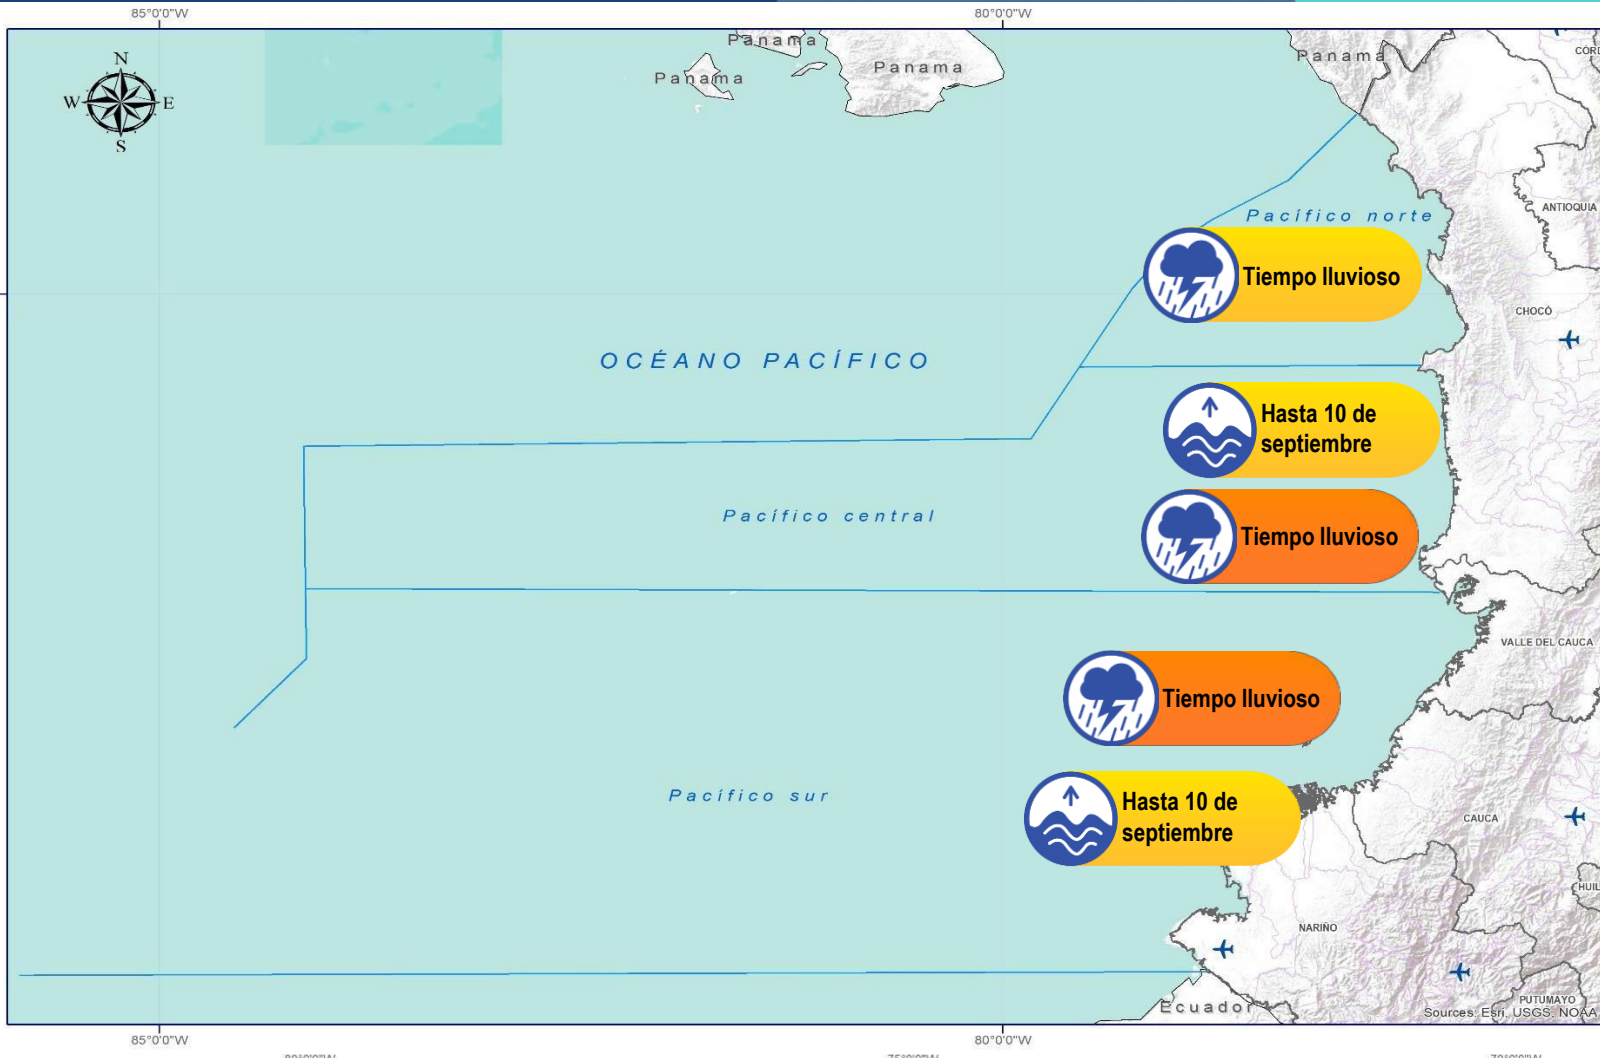 85°0'0"W
80°0'0"W
N
W
E
S
Panama
Panama
Panama
Panama
CÓRD
ANTIOQUIA
Pacífico norte
Tiempo lluvioso
CHOCÓ
OCÉANO PACÍFICO
Hasta 10 de
septiembre
Pacífico central
Tiempo lluvioso
VALLE DEL CAUCA
Tiempo lluvioso
Pacífico sur
Hasta 10 de
septiembre
CAUCA
HUIL
NARIÑO
PUTUMAYO
Ecuador
Sources: Esri, USGS, NOAA
85°0'0"W
80°0'0"W